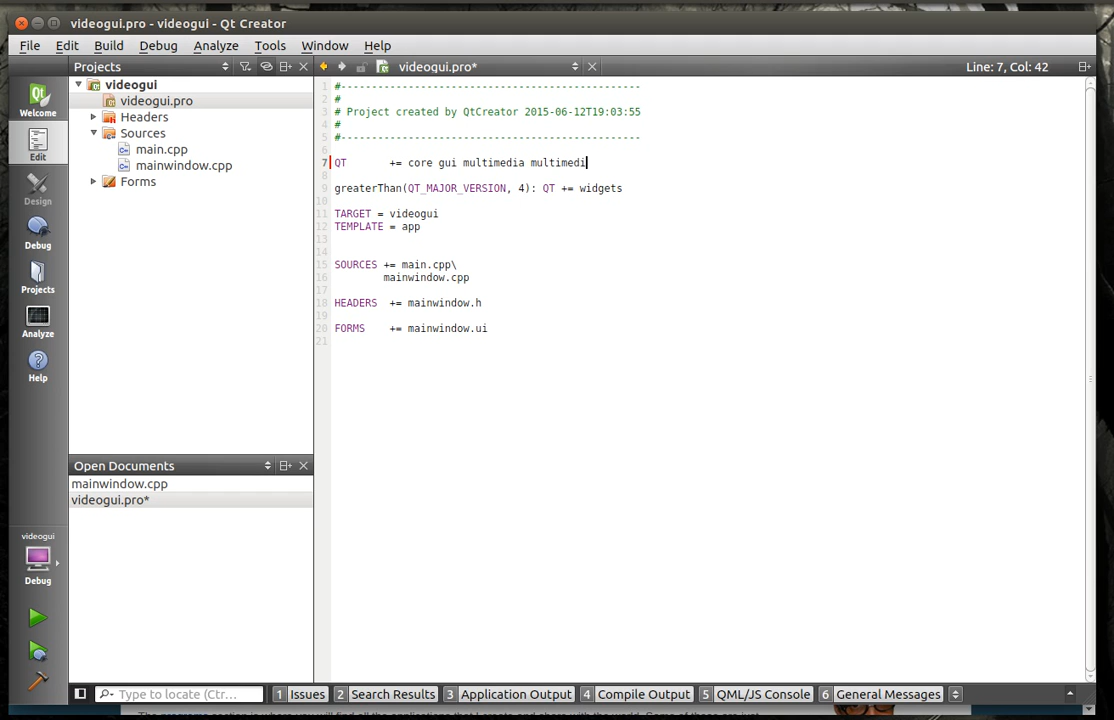 videogui.pro - videogui - Qt Creator
File Edit Build Debug Analyze Tools Window Help
Projects videogui.pro* Line: 7, Col: 42
videogui
videogui.pro
Headers
Sources
main.cpp
mainwindow.cpp
Forms
Qt
Welcome
Edit
Design
Debug
Projects
Analyze
Help
1 #--------------------------------------------------
2 #
3 # Project created by QtCreator 2015-06-12T19:03:55
4 #
5 #--------------------------------------------------
6
7 QT       += core gui multimedia multimedi
8
9 greaterThan(QT_MAJOR_VERSION, 4): QT += widgets
10
11 TARGET = videogui
12 TEMPLATE = app
13
14
15 SOURCES += main.cpp\
16         mainwindow.cpp
17
18 HEADERS  += mainwindow.h
19
20 FORMS    += mainwindow.ui
21
Open Documents
mainwindow.cpp
videogui.pro*
videogui
Debug
Type to locate (Ctr...
1 Issues 2 Search Results 3 Application Output 4 Compile Output 5 QML/JS Console 6 General Messages